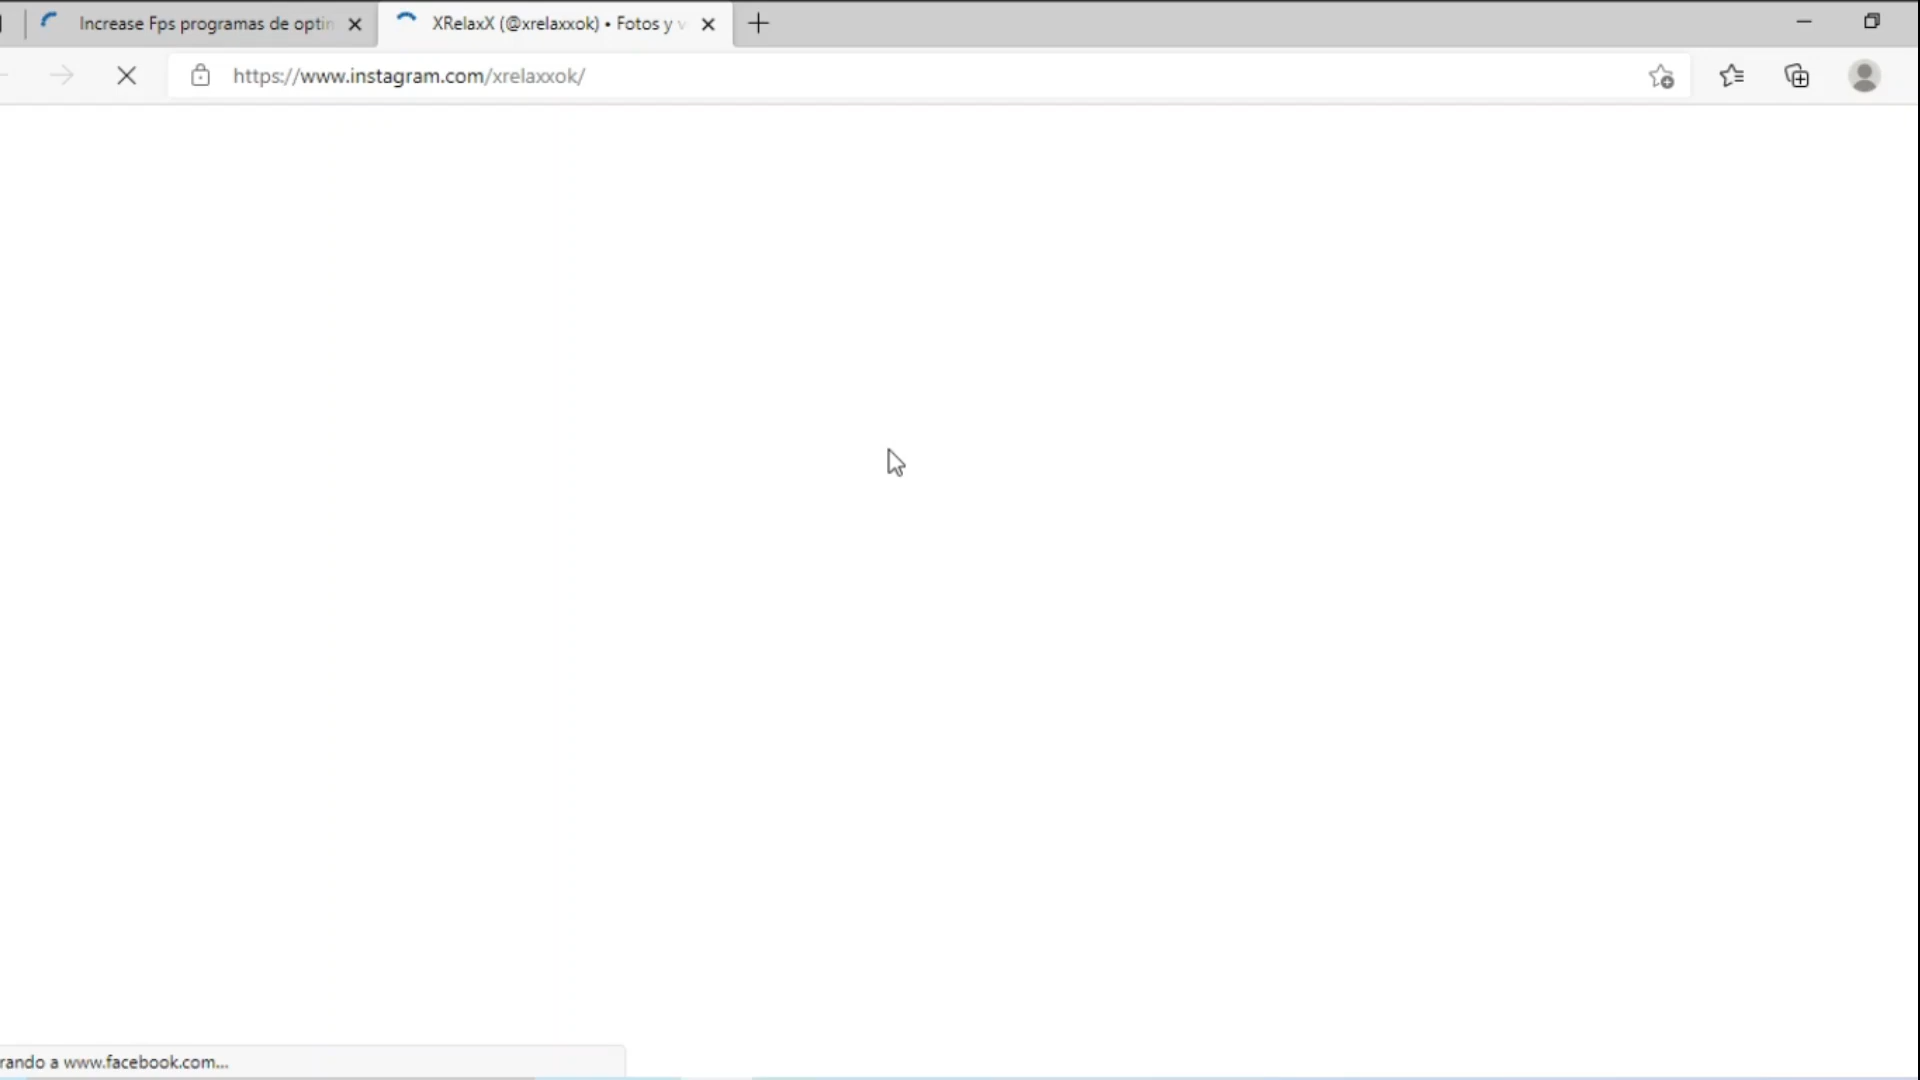 Increase Fps programas de optin
XRelaxX (@xrelaxxok) • Fotos y v
https://www.instagram.com/xrelaxxok/
rando a www.facebook.com...